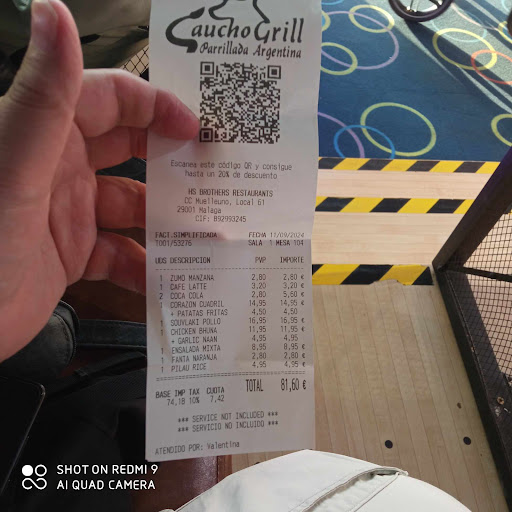 GauchoGrill
Parrillada Argentina
Escanea este código QR y consigue
hasta un 20% de descuento
HS BROTHERS RESTAURANTS
CC Muelleuno, Local 61
29001 Malaga
CIF: B92993245
FACT.SIMPLIFICADA FECHA 11/09/2024
T001/53276 SALA 1 MESA 104
UDS DESCRIPCION PVP IMPORTE
1 ZUMO MANZANA 2,80 2,80 €
1 CAFE LATTE 3,20 3,20 €
2 COCA COLA 2,80 5,60 €
1 CORAZON CUADRIL 14,95 14,95 €
+ PATATAS FRITAS 4,50 4,50
1 SOUVLAKI POLLO 16,95 16,95 €
1 CHICKEN BHUNA 11,95 11,95 €
+ GARLIC NAAN 4,95 4,95 €
1 ENSALADA MIXTA 8,95 8,95 €
1 FANTA NARANJA 2,80 2,80 €
1 PILAU RICE 4,95 4,95 €
BASE IMP TAX CUOTA TOTAL 81,60 €
74,18 10% 7,42
*** SERVICE NOT INCLUDED ***
*** SERVICIO NO INCLUIDO ***
ATENDIDO POR: Valentina
SHOT ON REDMI 9
AI QUAD CAMERA